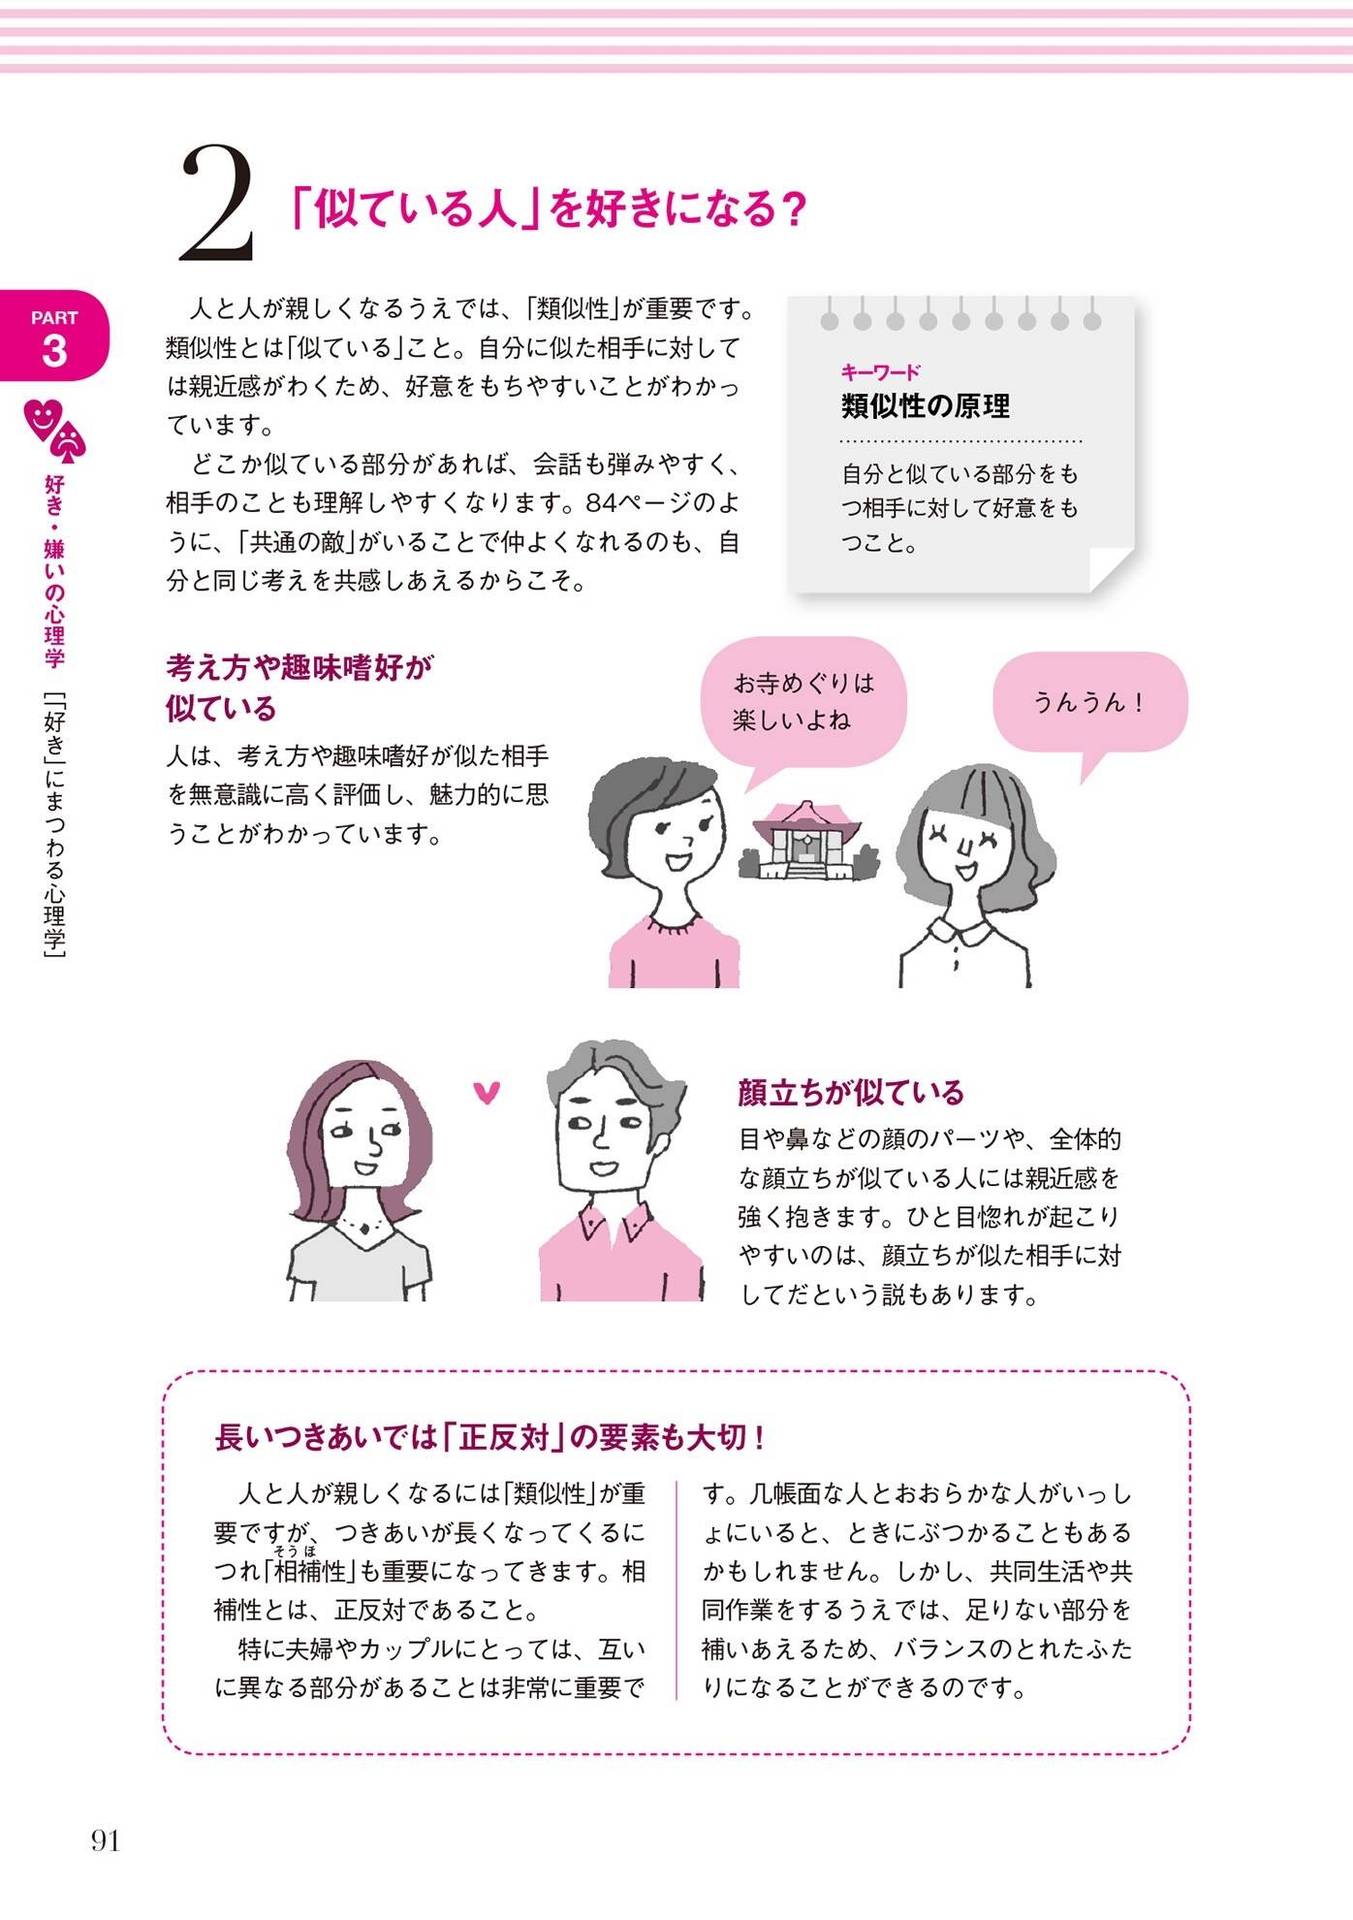 2
「似ている人」を好きになる?
人と人が親しくなるうえでは、「類似性」が重要です。
類似性とは「似ている」こと。自分に似た相手に対して
は親近感がわくため、好意をもちやすいことがわかっ
ています。
どこか似ている部分があれば、会話も弾みやすく、
相手のことも理解しやすくなります。84ページのよ
うに、「共通の敵」がいることで仲よくなれるのも、自
分と同じ考えを共感しあえるからこそ。
キーワード
類似性の原理
自分と似ている部分をも
つ相手に対して好意をも
つこと。
PART
3
好き・嫌いの心理学 [「好き」にまつわる心理学]
考え方や趣味嗜好が
似ている
人は、考え方や趣味嗜好が似た相手
を無意識に高く評価し、魅力的に思
うことがわかっています。
お寺めぐりは
楽しいよね
うんうん!
顔立ちが似ている
目や鼻などの顔のパーツや、全体的
な顔立ちが似ている人には親近感を
強く抱きます。ひと目惚れが起こり
やすいのは、顔立ちが似た相手に対
してだという説もあります。
長いつきあいでは「正反対」の要素も大切!
人と人が親しくなるには「類似性」が重
要ですが、つきあいが長くなってくるに
そうほ
つれ「相補性」も重要になってきます。相
補性とは、正反対であること。
特に夫婦やカップルにとっては、互い
に異なる部分があることは非常に重要で
す。几帳面な人とおおらかな人がいっし
ょにいると、ときにぶつかることもある
かもしれません。しかし、共同生活や共
同作業をするうえでは、足りない部分を
補いあえるため、バランスのとれたふた
りになることができるのです。
91